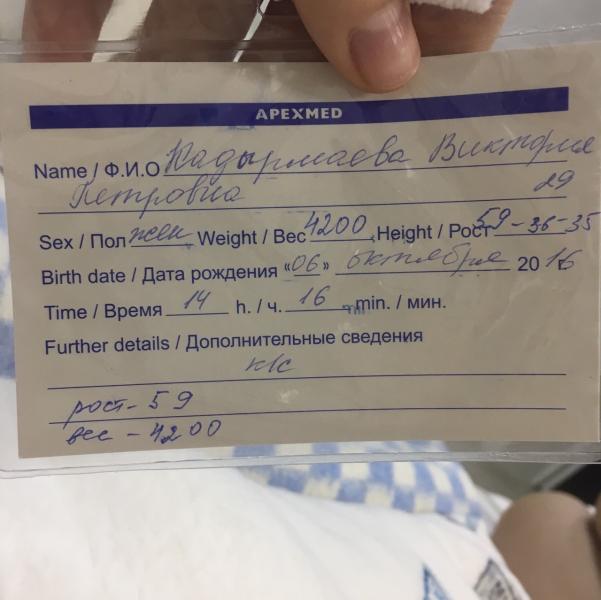 APEXMED
Name / Ф.И.О Кадырмаева Виктория
Петровна 29
Sex / Пол жен Weight / Вес 4200 Height / Рост 59-36-35
Birth date / Дата рождения «06» октября 2016
Time / Время 14 h. / ч. 16 min. / мин.
Further details / Дополнительные сведения
к/с
рост - 59
вес - 4200